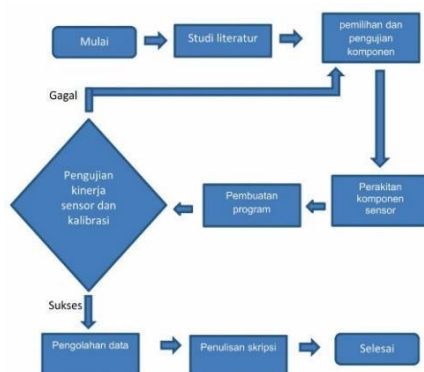 Mulai
Studi literatur
pemilihan dan
pengujian
komponen
Gagal
Pengujian
kinerja
sensor dan
kalibrasi
Pembuatan
program
Perakitan
komponen
sensor
Sukses
Pengolahan data
Penulisan skripsi
Selesai